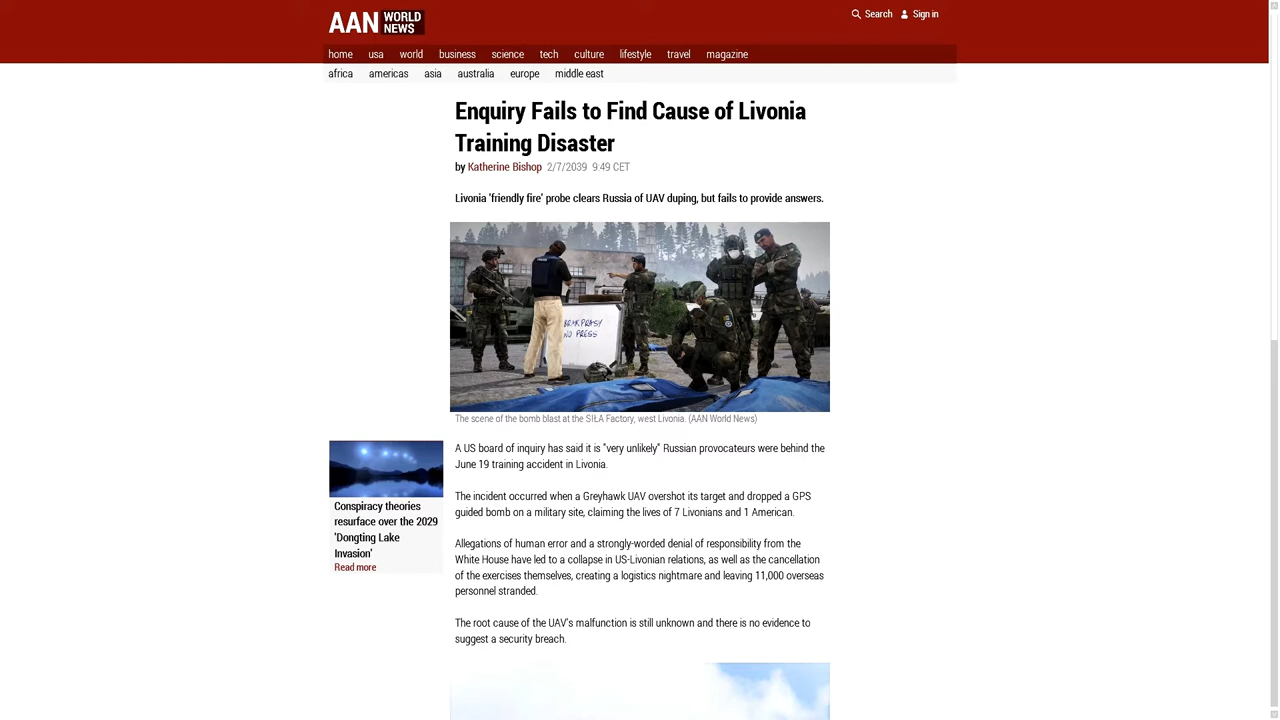 AAN WORLD NEWS
Search Sign in
home usa world business science tech culture lifestyle travel magazine
africa americas asia australia europe middle east
Enquiry Fails to Find Cause of Livonia
Training Disaster
by Katherine Bishop 2/7/2039 9:49 CET
Livonia 'friendly fire' probe clears Russia of UAV duping, but fails to provide answers.
NO PRESS
The scene of the bomb blast at the SIŁA Factory, west Livonia. (AAN World News)
A US board of inquiry has said it is "very unlikely" Russian provocateurs were behind the
June 19 training accident in Livonia.
The incident occurred when a Greyhawk UAV overshot its target and dropped a GPS
guided bomb on a military site, claiming the lives of 7 Livonians and 1 American.
Allegations of human error and a strongly-worded denial of responsibility from the
White House have led to a collapse in US-Livonian relations, as well as the cancellation
of the exercises themselves, creating a logistics nightmare and leaving 11,000 overseas
personnel stranded.
The root cause of the UAV's malfunction is still unknown and there is no evidence to
suggest a security breach.
Conspiracy theories
resurface over the 2029
'Dongting Lake
Invasion'
Read more